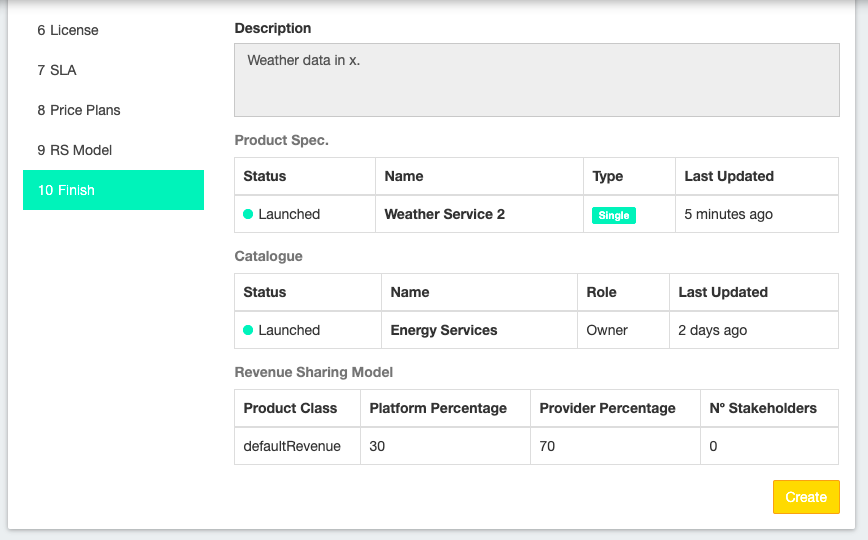 6 License
7 SLA
8 Price Plans
9 RS Model
10 Finish
Description
Weather data in x.
Product Spec.
Status Name Type Last Updated
Launched Weather Service 2 Single 5 minutes ago
Catalogue
Status Name Role Last Updated
Launched Energy Services Owner 2 days ago
Revenue Sharing Model
Product Class Platform Percentage Provider Percentage Nº Stakeholders
defaultRevenue 30 70 0
Create